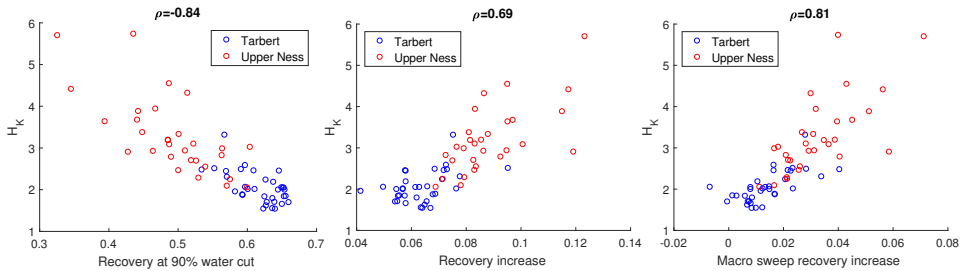 ρ=-0.84
6
5
4
3
2
1
H_K
Tarbert
Upper Ness
0.3 0.4 0.5 0.6 0.7
Recovery at 90% water cut
ρ=0.69
6
5
4
3
2
1
H_K
Tarbert
Upper Ness
0.04 0.06 0.08 0.1 0.12 0.14
Recovery increase
ρ=0.81
6
5
4
3
2
1
H_K
Tarbert
Upper Ness
-0.02 0 0.02 0.04 0.06 0.08
Macro sweep recovery increase